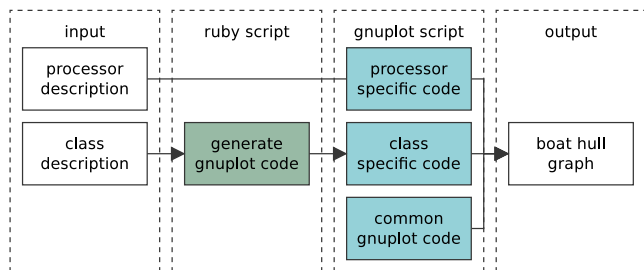 input
ruby script
gnuplot script
output
processor
description
processor
specific code
class
description
generate
gnuplot code
class
specific code
boat hull
graph
common
gnuplot code